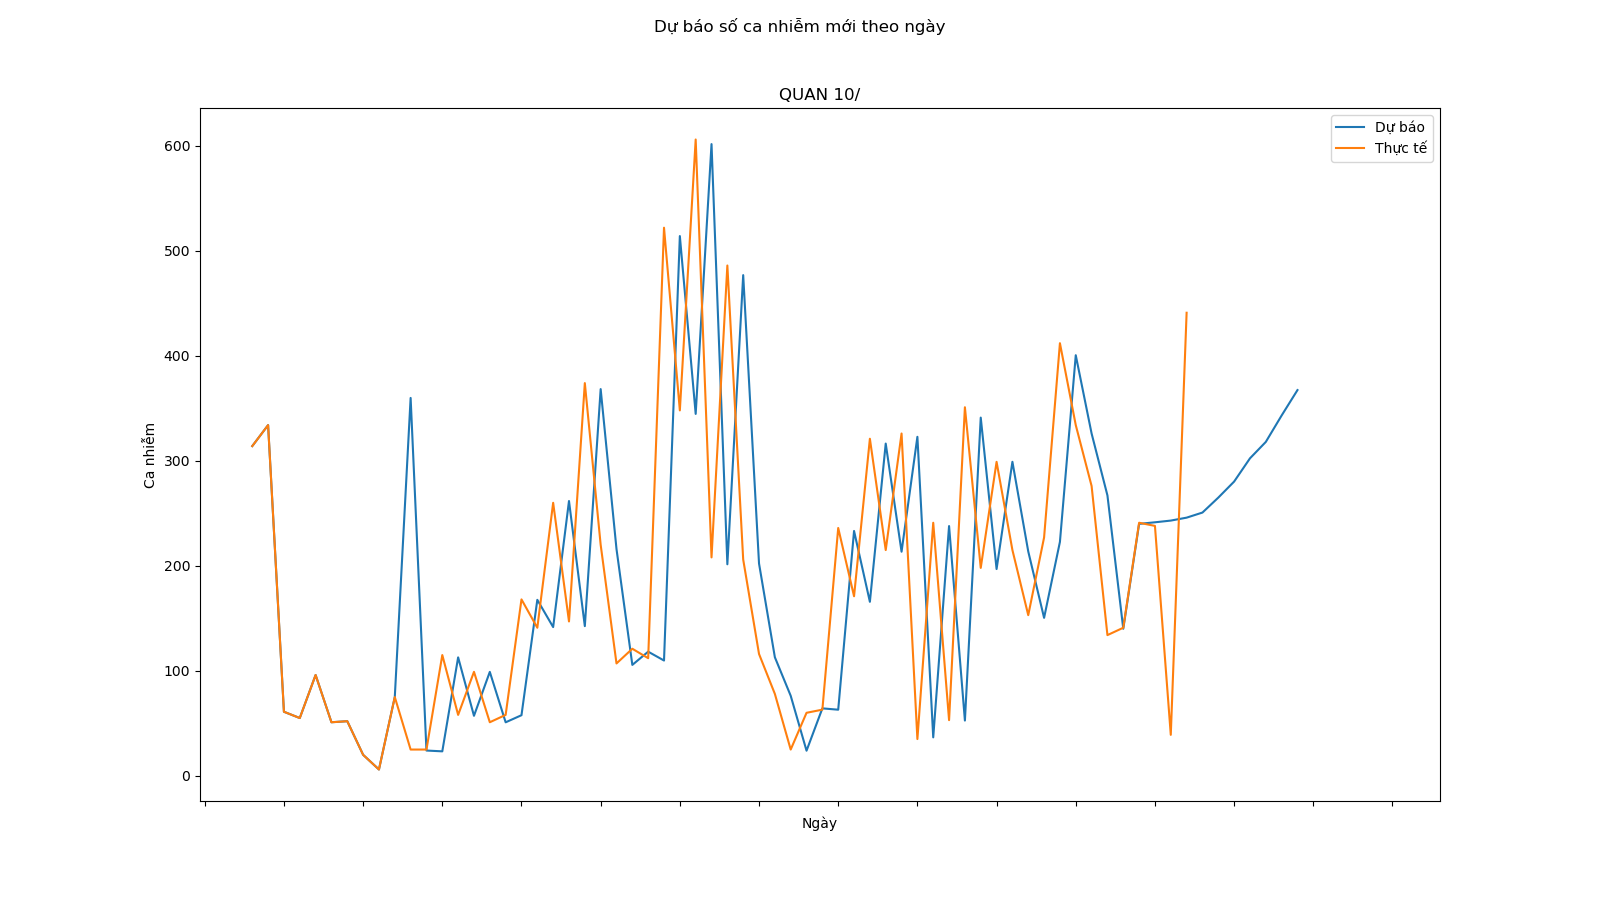 Dự báo số ca nhiễm mới theo ngày
QUAN 10/
Dự báo
Thực tế
600
500
400
300
200
100
0
Ca nhiễm
Ngày